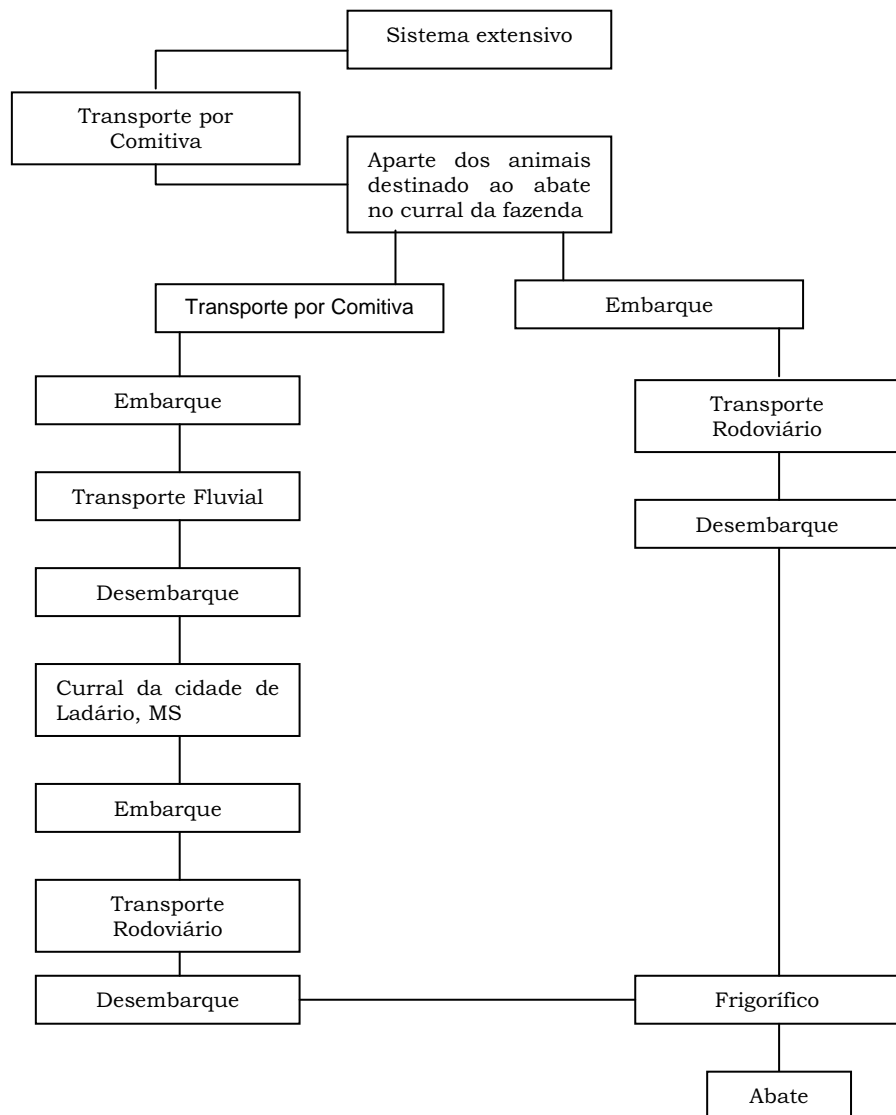 Sistema extensivo
Transporte por
Comitiva
Aparte dos animais
destinado ao abate
no curral da fazenda
Transporte por Comitiva
Embarque
Embarque
Transporte
Rodoviário
Transporte Fluvial
Desembarque
Desembarque
Curral da cidade de
Ladário, MS
Embarque
Transporte
Rodoviário
Desembarque
Frigorífico
Abate